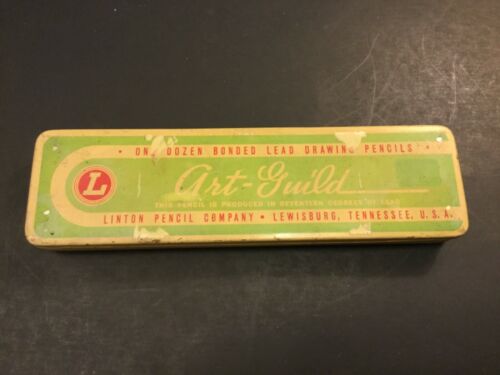 • ONE DOZEN BONDED LEAD DRAWING PENCILS •
L
Art-Guild
THIS PENCIL IS PRODUCED IN SEVENTEEN DEGREES OF LEAD
LINTON PENCIL COMPANY • LEWISBURG, TENNESSEE, U. S. A.